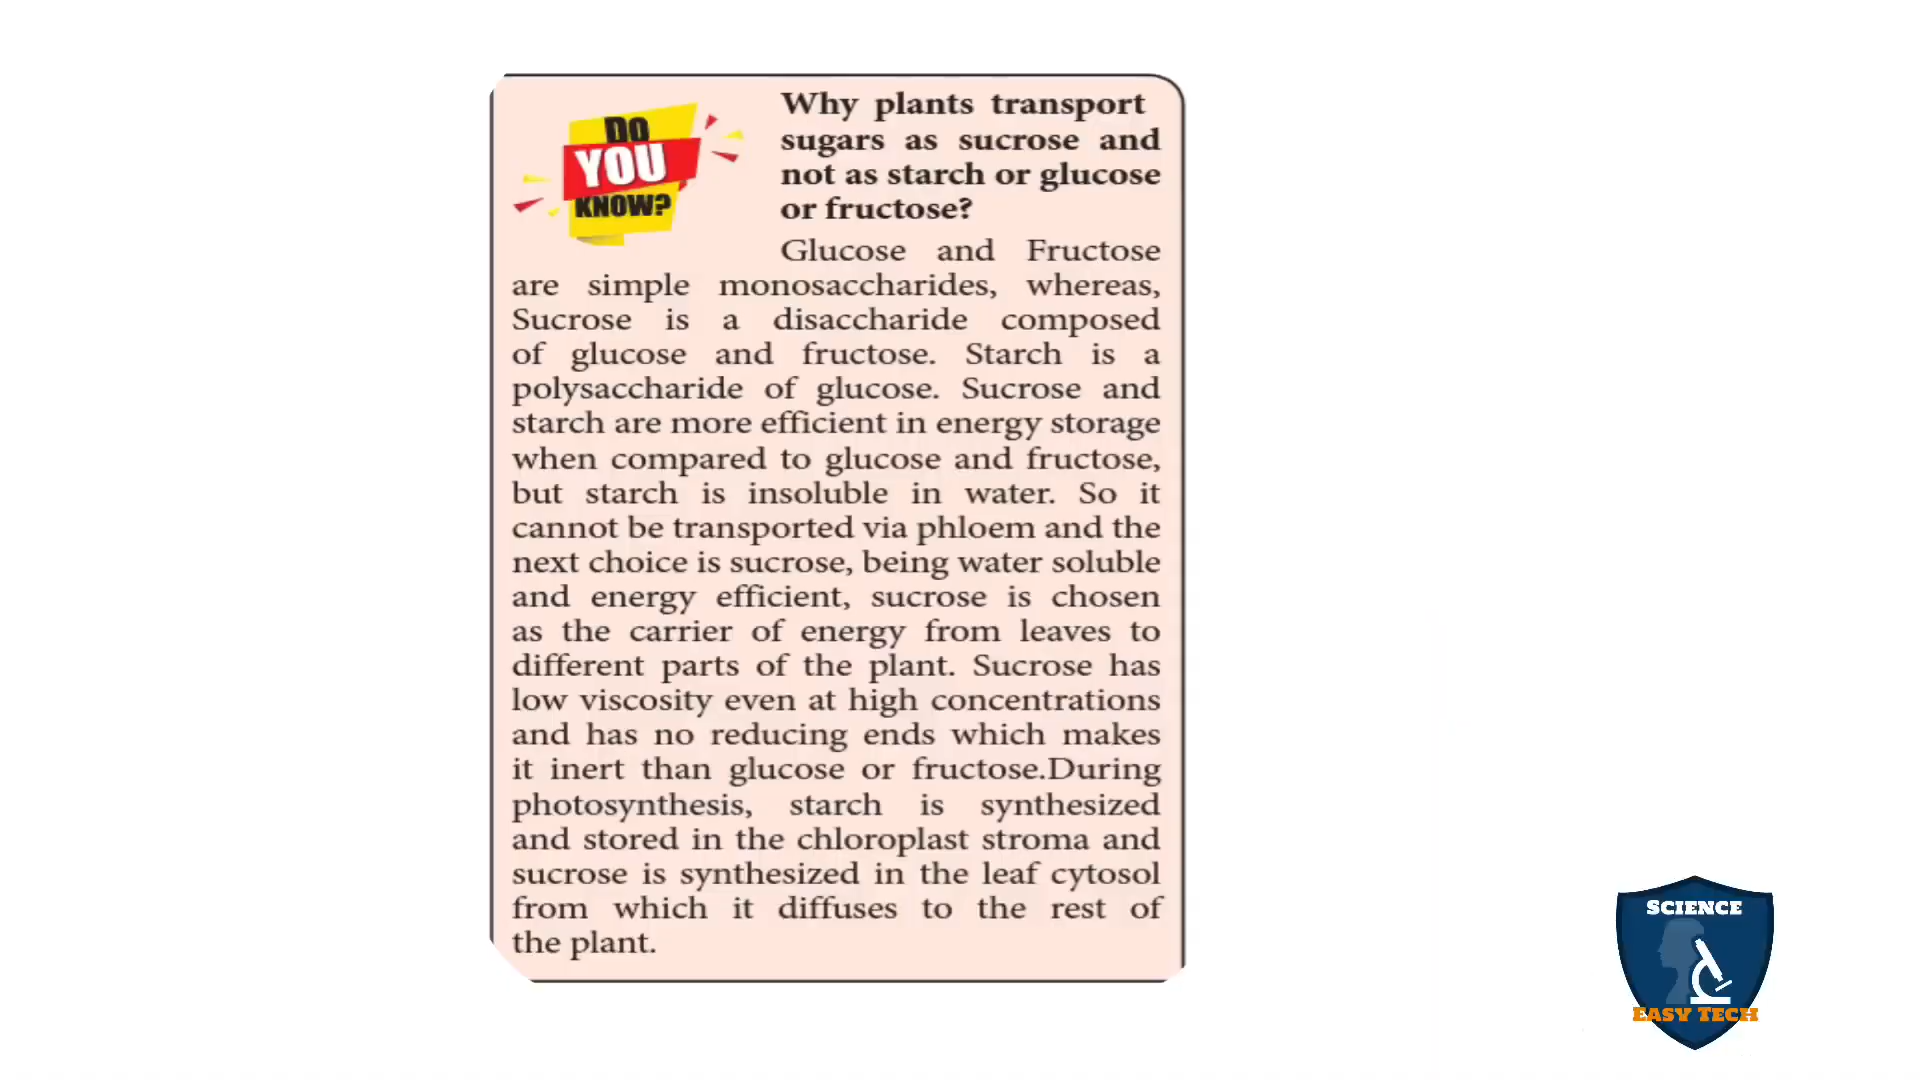 DO
YOU
KNOW?
Why plants transport
sugars as sucrose and
not as starch or glucose
or fructose?
Glucose and Fructose
are simple monosaccharides, whereas,
Sucrose is a disaccharide composed
of glucose and fructose. Starch is a
polysaccharide of glucose. Sucrose and
starch are more efficient in energy storage
when compared to glucose and fructose,
but starch is insoluble in water. So it
cannot be transported via phloem and the
next choice is sucrose, being water soluble
and energy efficient, sucrose is chosen
as the carrier of energy from leaves to
different parts of the plant. Sucrose has
low viscosity even at high concentrations
and has no reducing ends which makes
it inert than glucose or fructose.During
photosynthesis, starch is synthesized
and stored in the chloroplast stroma and
sucrose is synthesized in the leaf cytosol
from which it diffuses to the rest of
the plant.
SCIENCE
EASY TECH